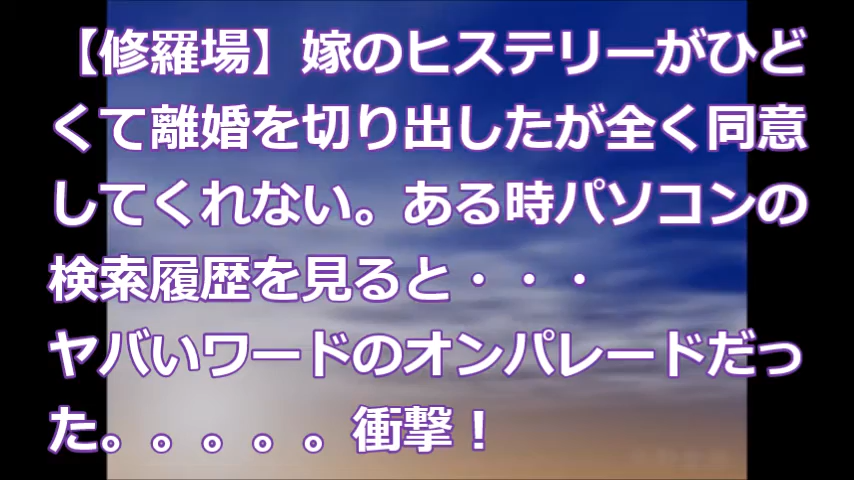 【修羅場】嫁のヒステリーがひど
くて離婚を切り出したが全く同意
してくれない。ある時パソコンの
検索履歴を見ると・・・
ヤバいワードのオンパレードだっ
た。。。。。。衝撃！